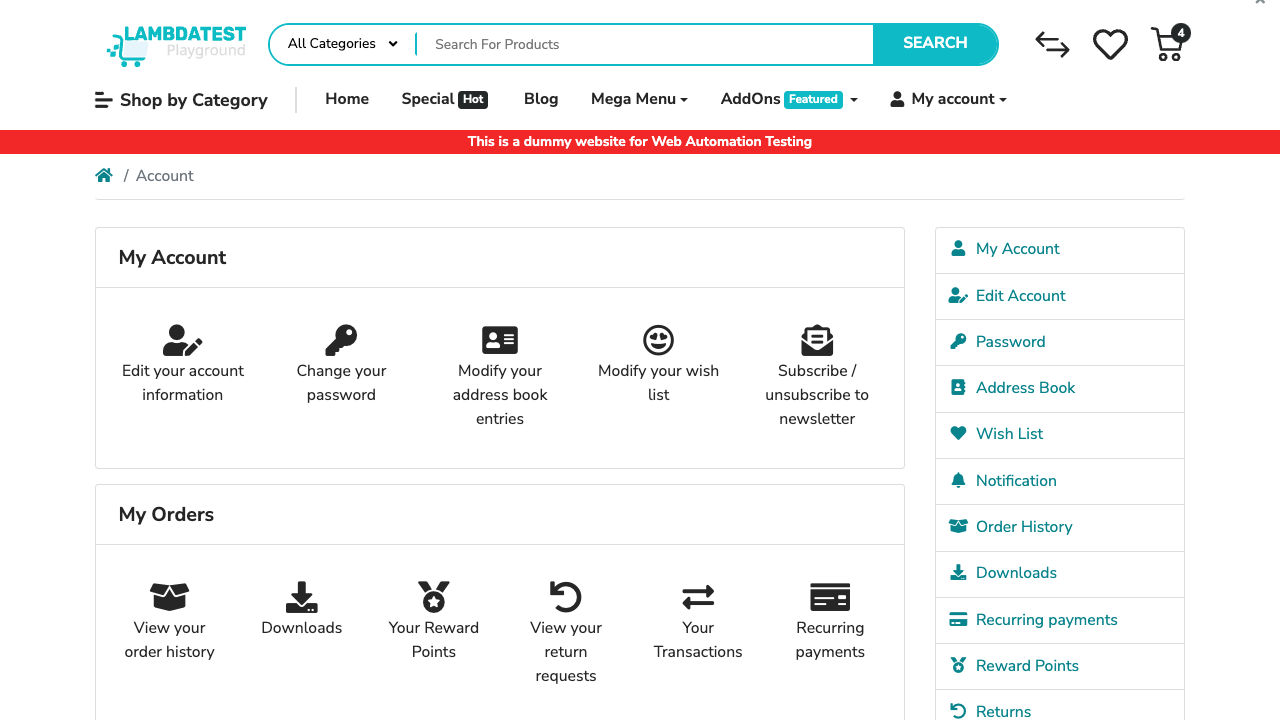 LAMBDATEST
Playground
All Categories
Search For Products
SEARCH
4
Shop by Category
Home
Special Hot
Blog
Mega Menu
AddOns Featured
My account
This is a dummy website for Web Automation Testing
/ Account
My Account
Edit your account
information
Change your
password
Modify your
address book
entries
Modify your wish
list
Subscribe /
unsubscribe to
newsletter
My Orders
View your
order history
Downloads
Your Reward
Points
View your
return
requests
Your
Transactions
Recurring
payments
My Account
Edit Account
Password
Address Book
Wish List
Notification
Order History
Downloads
Recurring payments
Reward Points
Returns